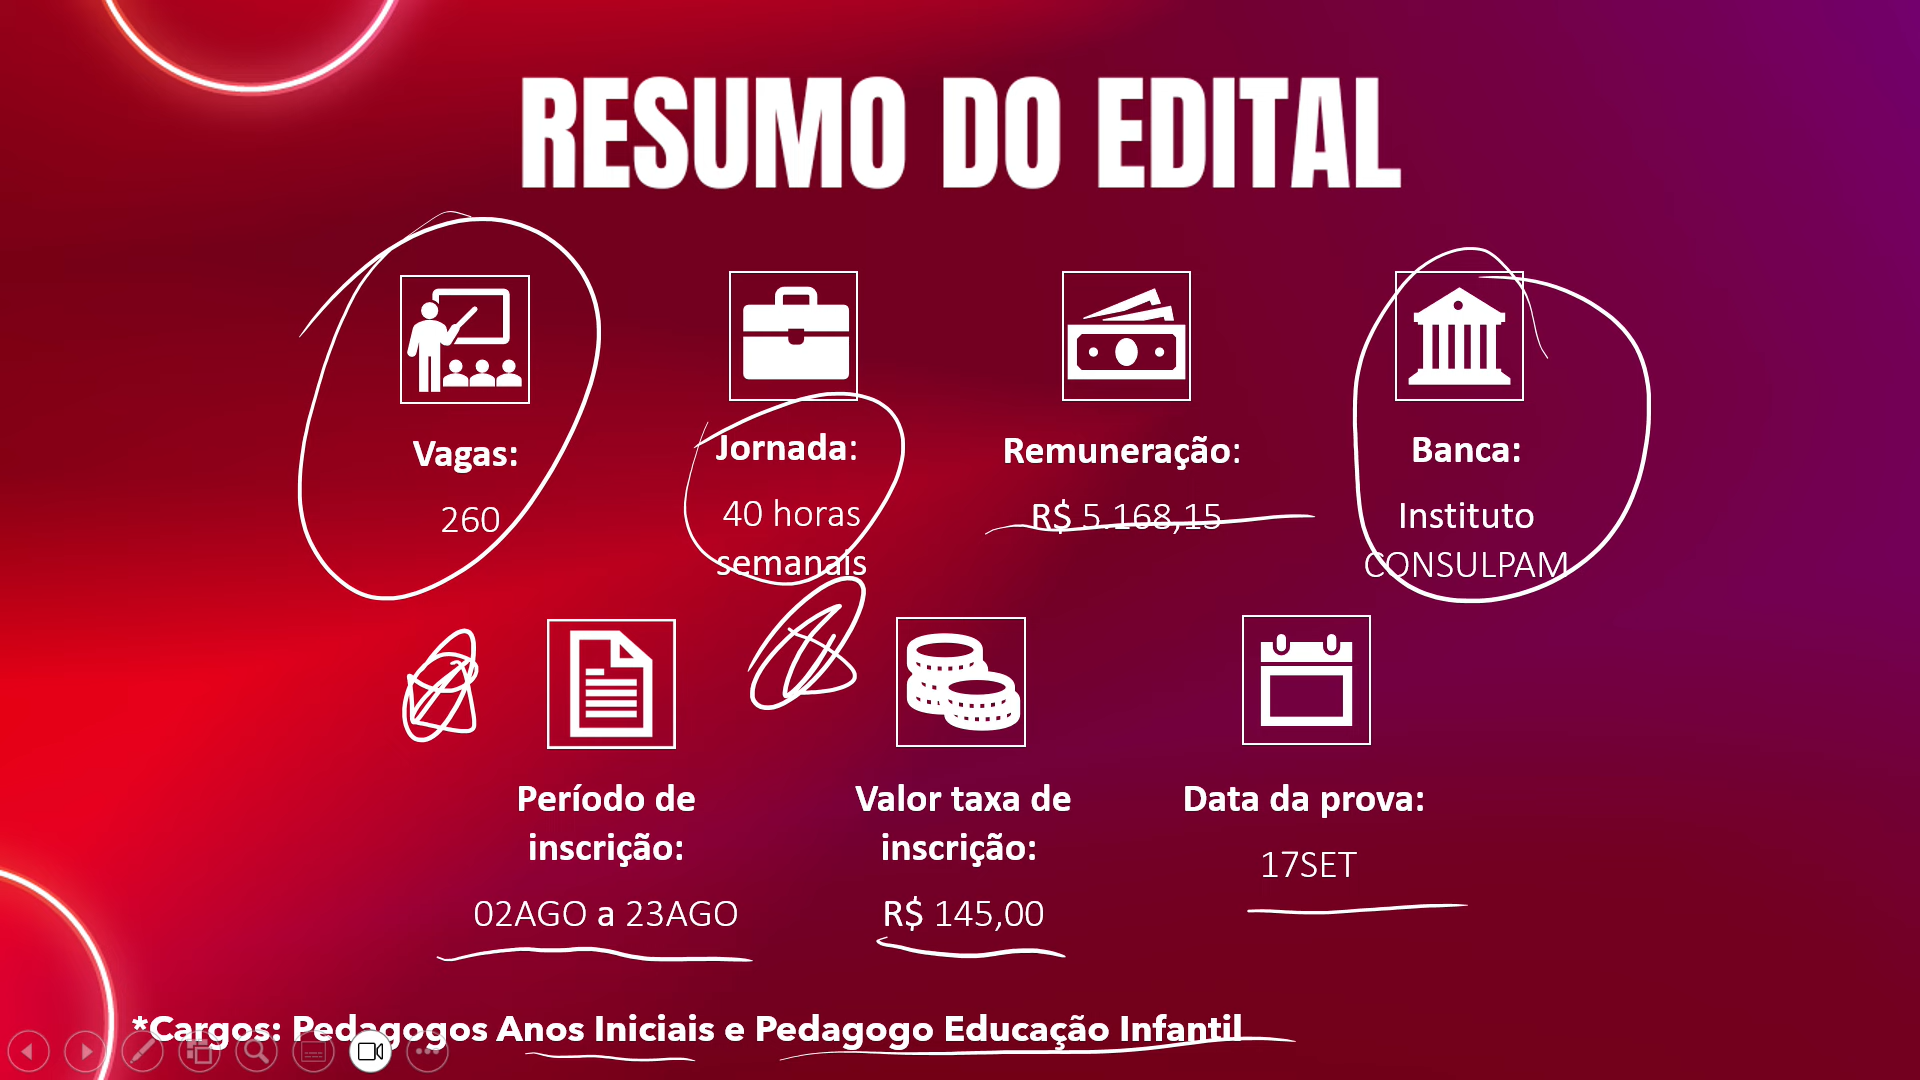 RESUMO DO EDITAL
Vagas:
260
Jornada:
40 horas
semanais
Remuneração:
R$ 5.168,15
Banca:
Instituto
CONSULPAM
Período de
inscrição:
02AGO a 23AGO
Valor taxa de
inscrição:
R$ 145,00
Data da prova:
17SET
*Cargos: Pedagogos Anos Iniciais e Pedagogo Educação Infantil